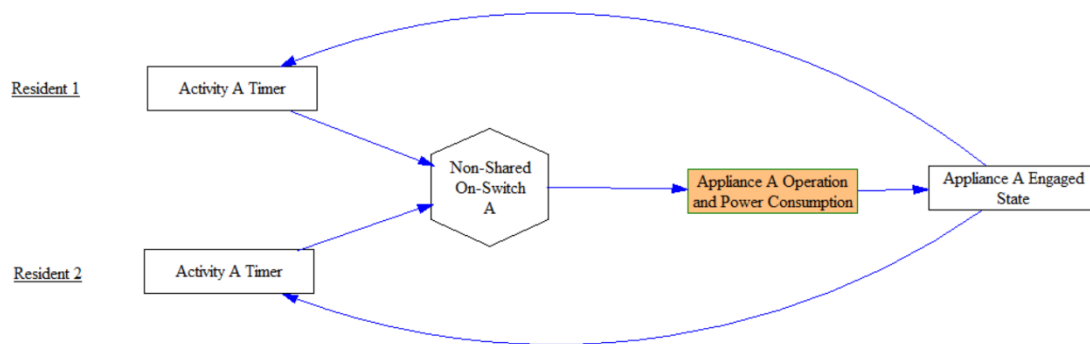 Resident 1
Activity A Timer
Non-Shared
On-Switch
A
Appliance A Operation
and Power Consumption
Appliance A Engaged
State
Resident 2
Activity A Timer